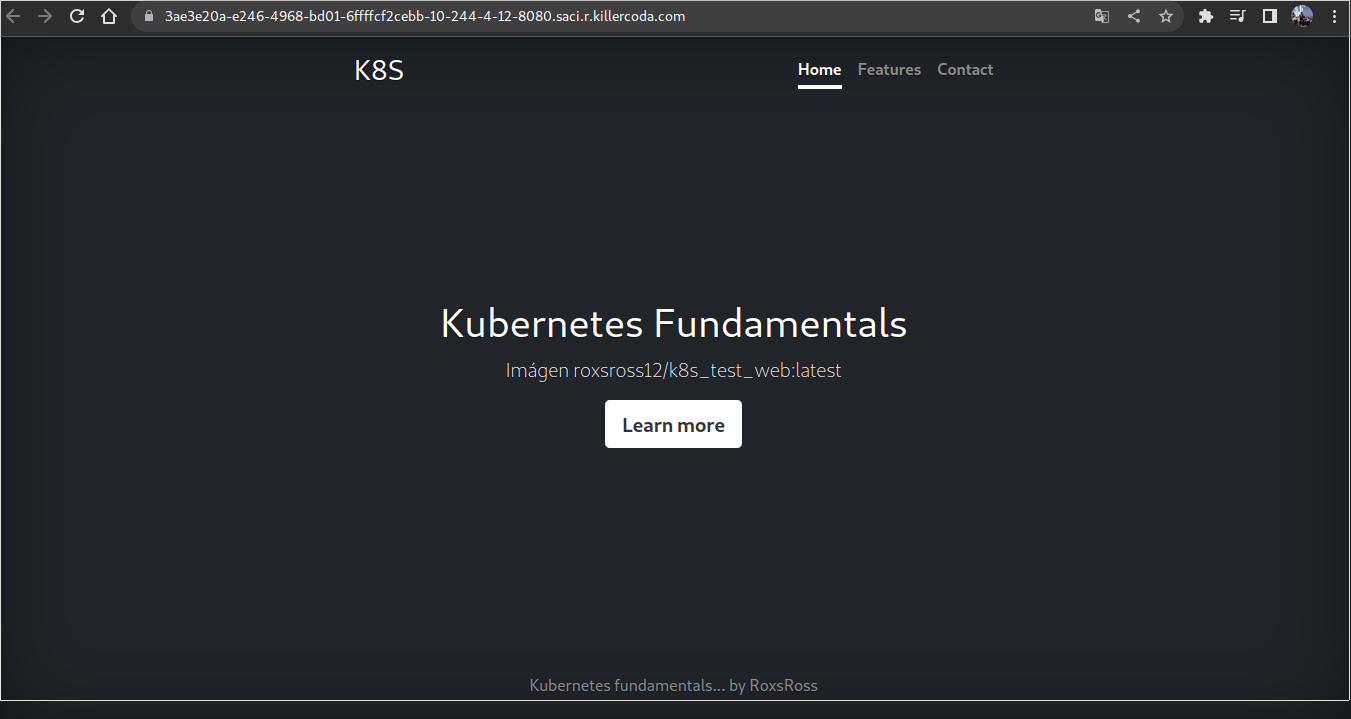 3ae3e20a-e246-4968-bd01-6ffffcf2cebb-10-244-4-12-8080.saci.r.killercoda.com
K8S Home Features Contact
Kubernetes Fundamentals
Imágen roxsross12/k8s_test_web:latest
Learn more
Kubernetes fundamentals... by RoxsRoss